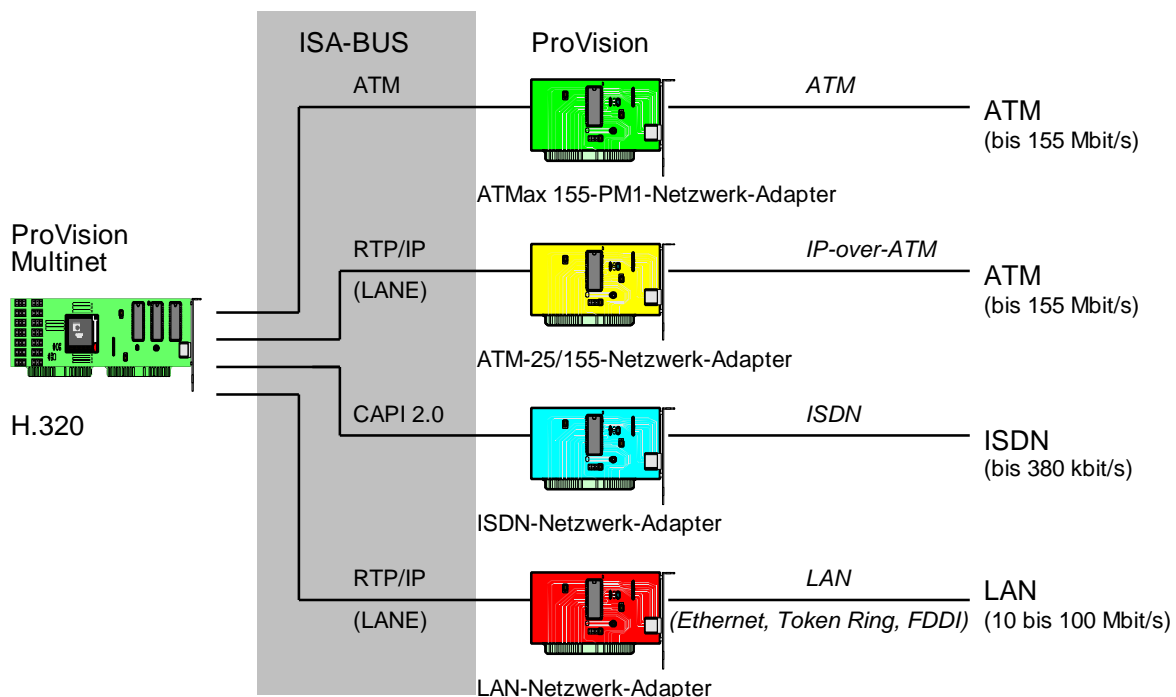 ISA-BUS
ProVision
ATM
ATM
ATM
(bis 155 Mbit/s)
ATMax 155-PM1-Netzwerk-Adapter
ProVision
Multinet
H.320
RTP/IP
(LANE)
IP-over-ATM
ATM
(bis 155 Mbit/s)
ATM-25/155-Netzwerk-Adapter
CAPI 2.0
ISDN
ISDN
(bis 380 kbit/s)
ISDN-Netzwerk-Adapter
RTP/IP
(LANE)
LAN
(Ethernet, Token Ring, FDDI)
LAN
(10 bis 100 Mbit/s)
LAN-Netzwerk-Adapter